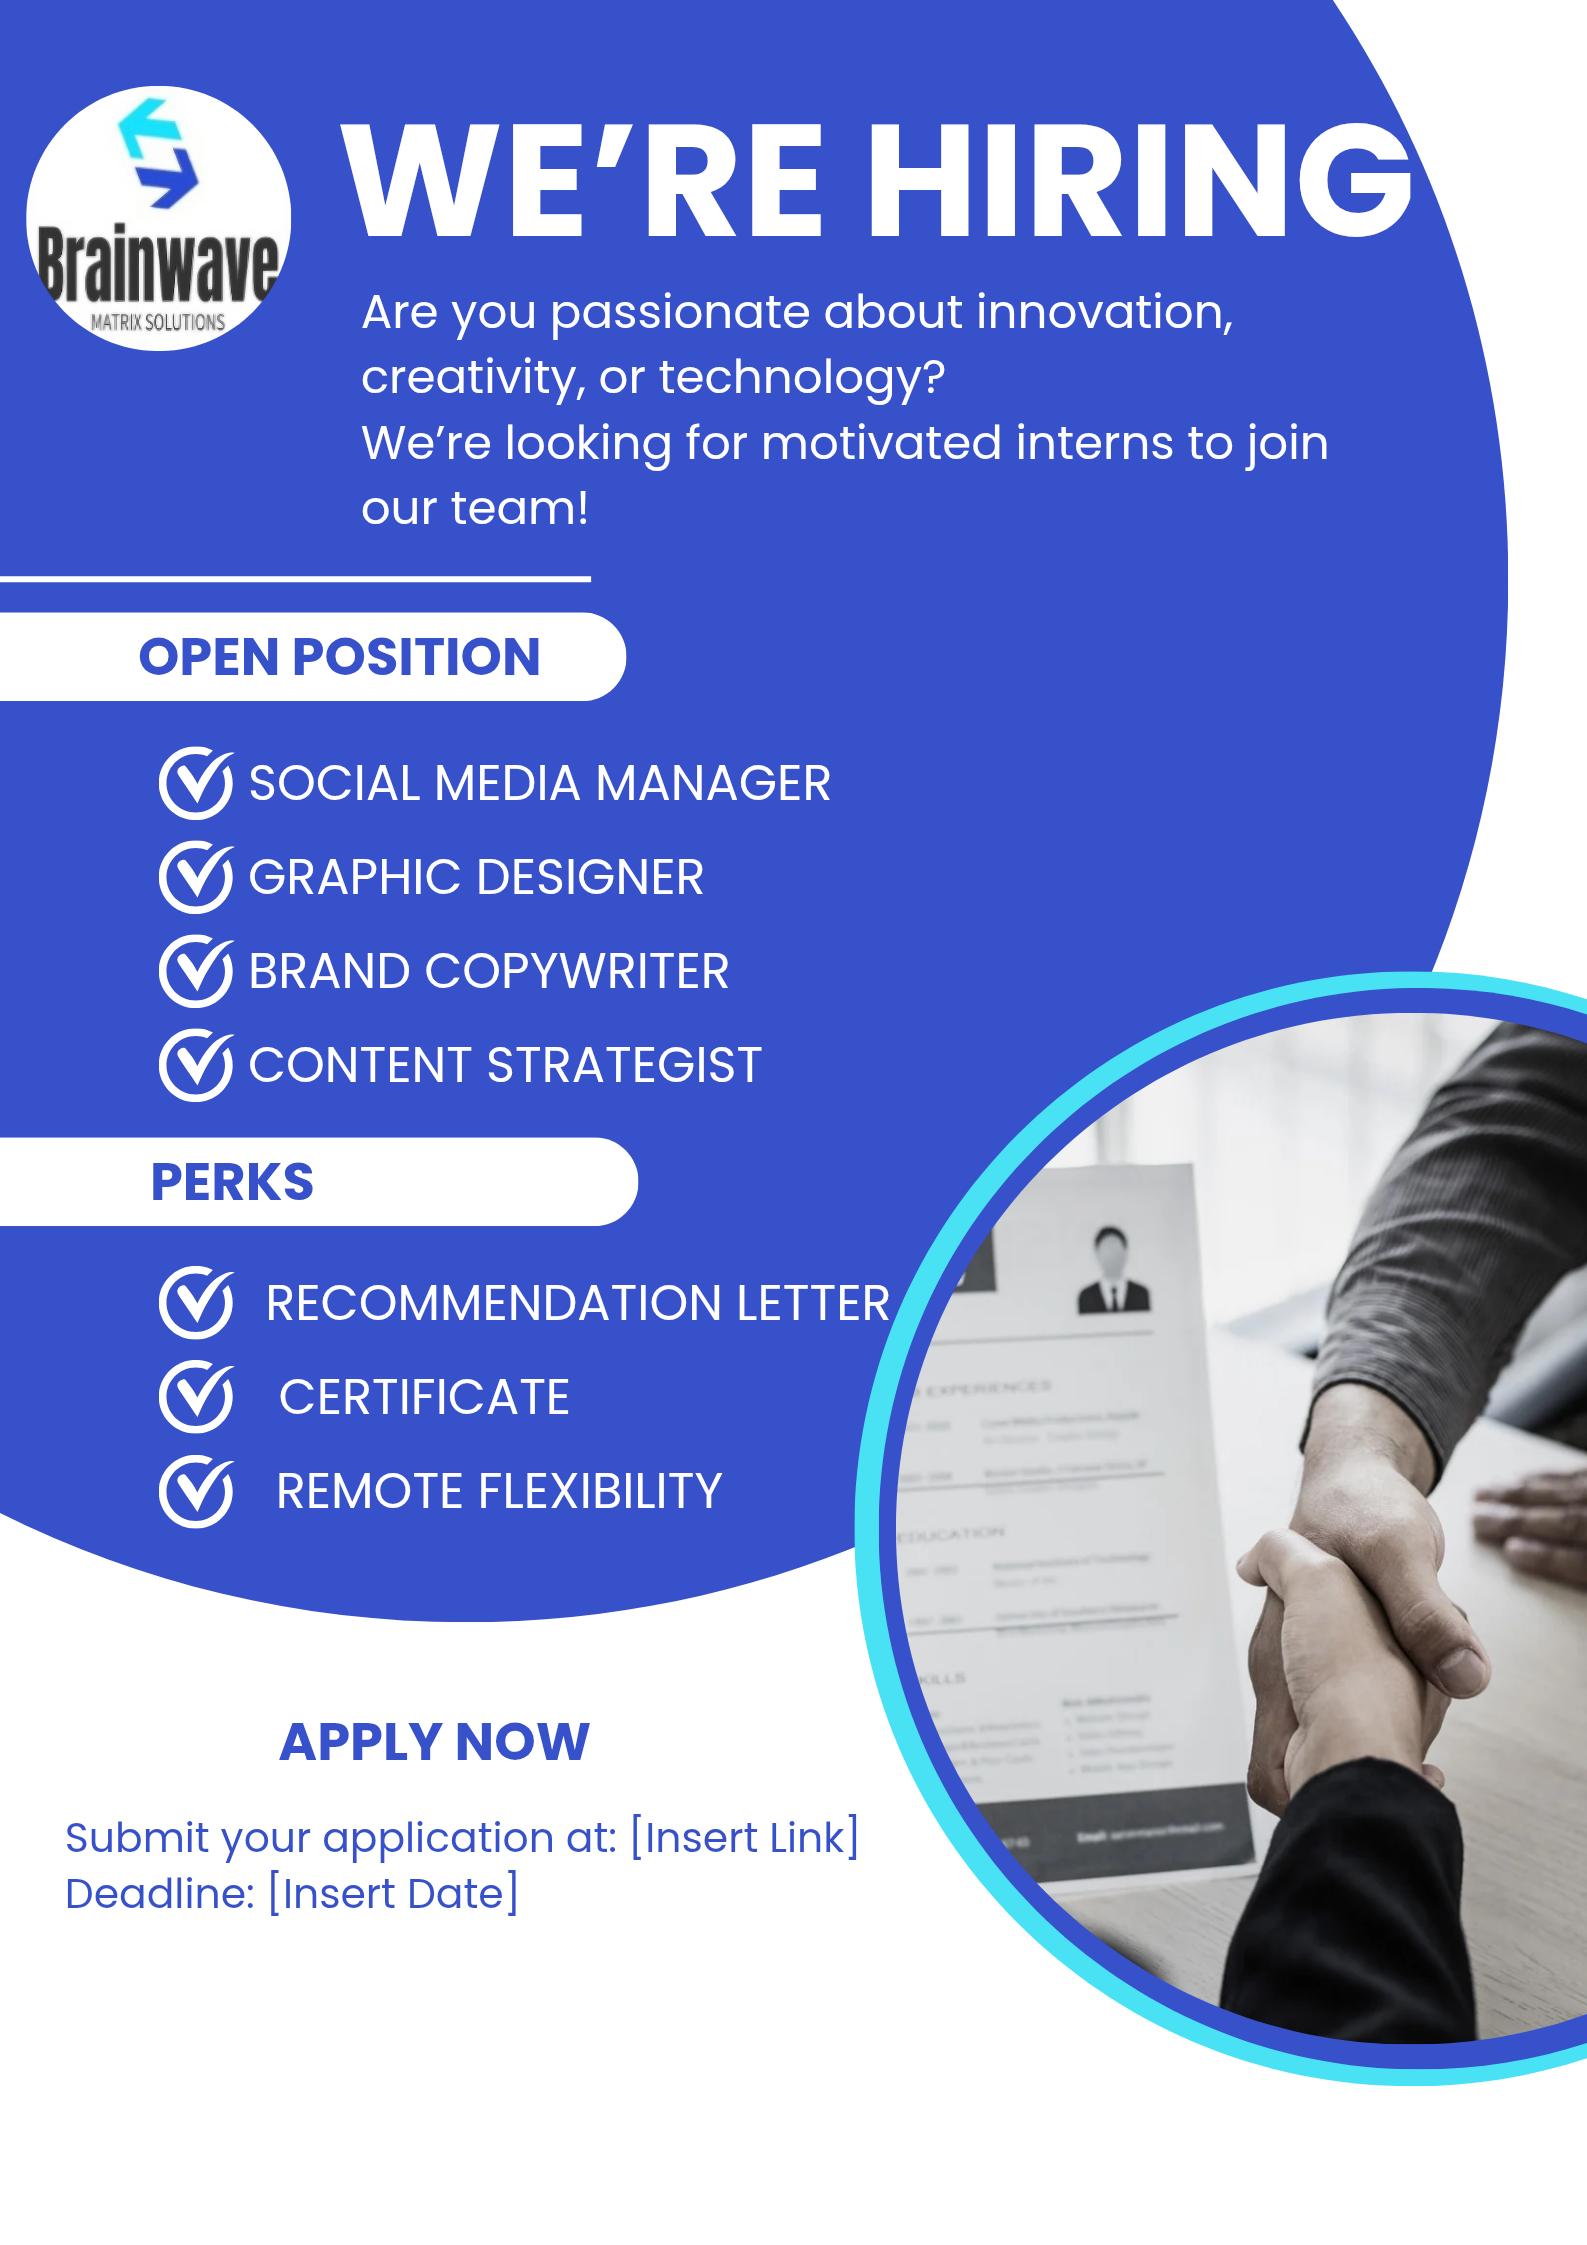 Brainwave
MATRIX SOLUTIONS
WE’RE HIRING
Are you passionate about innovation,
creativity, or technology?
We’re looking for motivated interns to join
our team!
OPEN POSITION
SOCIAL MEDIA MANAGER
GRAPHIC DESIGNER
BRAND COPYWRITER
CONTENT STRATEGIST
PERKS
RECOMMENDATION LETTER
CERTIFICATE
REMOTE FLEXIBILITY
EXPERIENCES
EDUCATION
APPLY NOW
Submit your application at: [Insert Link]
Deadline: [Insert Date]